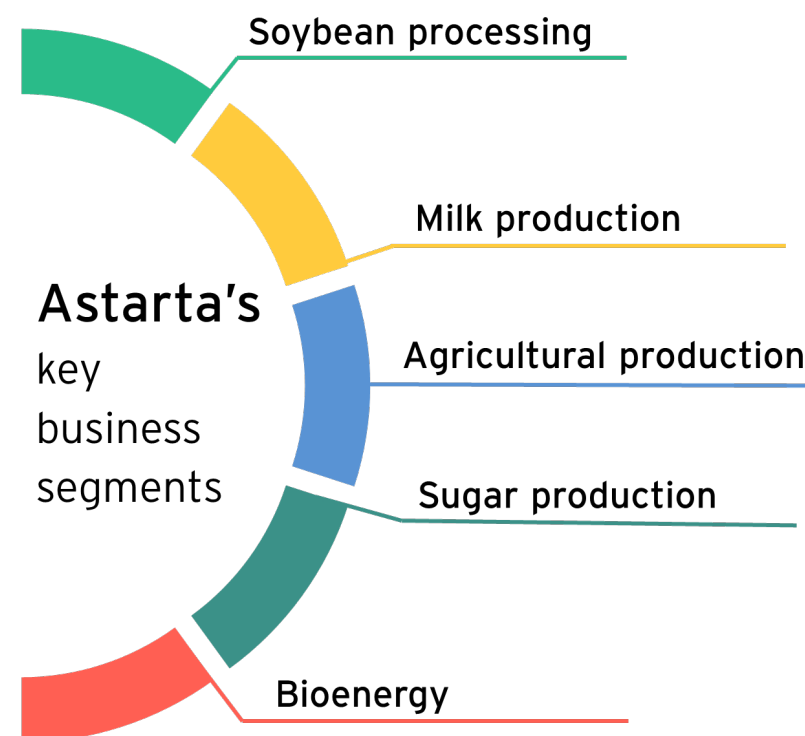 Soybean processing
Milk production
Astarta’s
key
business
segments
Agricultural production
Sugar production
Bioenergy